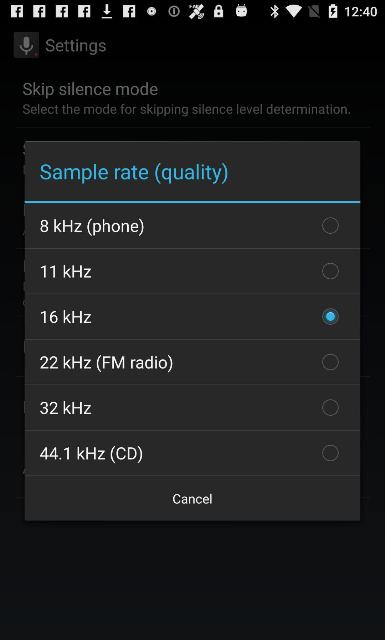 12:40
Settings
Skip silence mode
Select the mode for skipping silence level determination.
Sample rate (quality)
8 kHz (phone)
11 kHz
16 kHz
22 kHz (FM radio)
32 kHz
44.1 kHz (CD)
Cancel